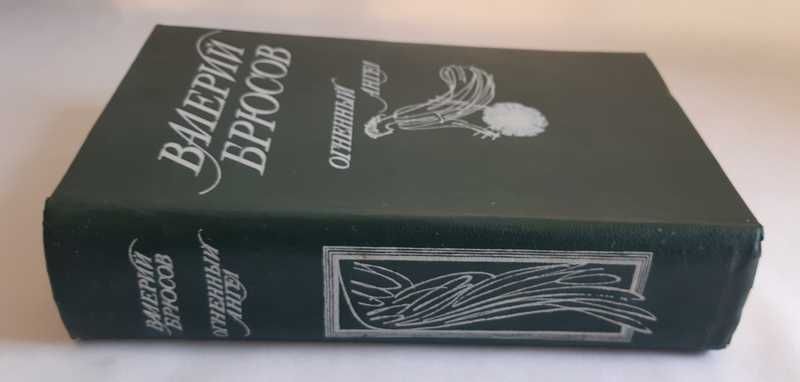 ВАЛЕРИЙ
БРЮСОВ
ОГНЕННЫЙ
АНГЕЛ
ВАЛЕРИЙ
БРЮСОВ
ОГНЕННЫЙ
АНГЕЛ